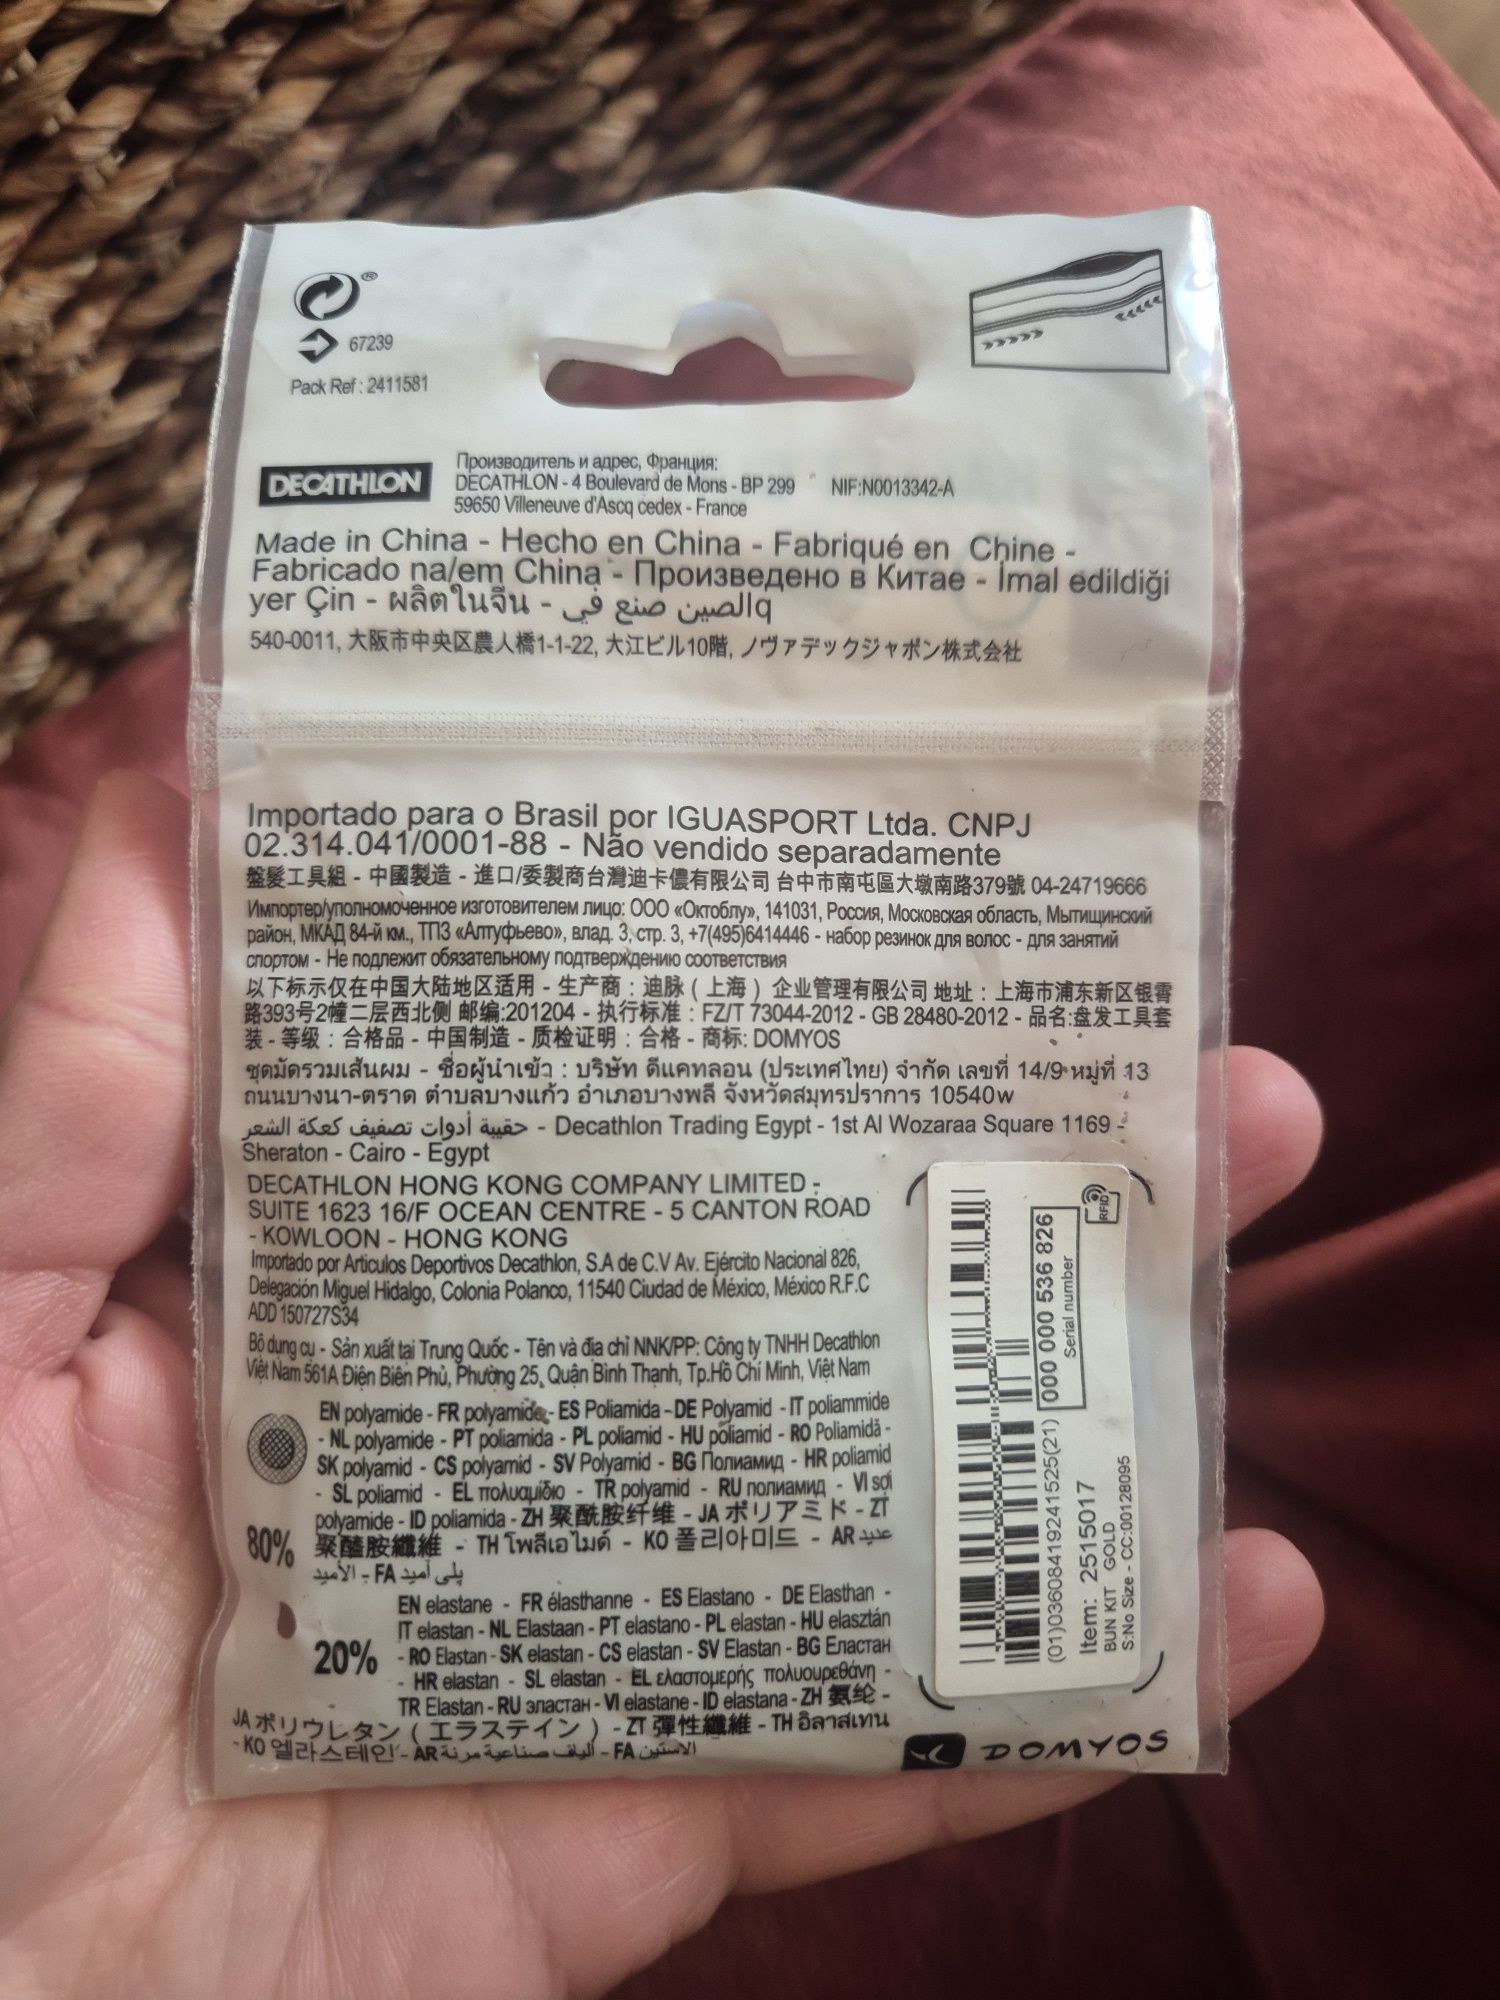 ®
67239
Pack Ref : 2411581
DECATHLON
Производитель и адрес, Франция:
DECATHLON - 4 Boulevard de Mons - BP 299 NIF:N0013342-A
59650 Villeneuve d'Ascq cedex - France
Made in China - Hecho en China - Fabriqué en Chine -
Fabricado na/em China - Произведено в Китае - İmal edildiği
yer Çin - ผลิตในจีน - والصين صنع في
540-0011, 大阪市中央区農人橋1-1-22, 大江ビル10階, ノヴァデックジャポン株式会社
Importado para o Brasil por IGUASPORT Ltda. CNPJ
02.314.041/0001-88 - Não vendido separadamente
盤髮工具組 - 中國製造 - 進口/委製商台灣迪卡儂有限公司 台中市南屯區大墩南路379號 04-24719666
Импортер/уполномоченное изготовителем лицо: ООО «Октоблу», 141031, Россия, Московская область, Мытищинский
район, МКАД 84-й км., ТПЗ «Алтуфьево», влад. 3, стр. 3, +7(495)6414446 - набор резинок для волос - для занятий
спортом - Не подлежит обязательному подтверждению соответствия
以下标示仅在中国大陆地区适用 - 生产商 : 迪脉 ( 上海 ) 企业管理有限公司 地址 : 上海市浦东新区银霄
路393号2幢二层西北侧 邮编:201204 - 执行标准 : FZ/T 73044-2012 - GB 28480-2012 - 品名:盘发工具套
装 - 等级 : 合格品 - 中国制造 - 质检证明 : 合格 - 商标: DOMYOS
ชุดมัดรวมเส้นผม - ชื่อผู้นำเข้า : บริษัท ดีแคทลอน (ประเทศไทย) จำกัด เลขที่ 14/9 หมู่ที่ 13
ถนนบางนา-ตราด ตำบลบางแก้ว อำเภอบางพลี จังหวัดสมุทรปราการ 10540w
حقيبة أدوات تصفيف كعكة الشعر - Decathlon Trading Egypt - 1st Al Wozaraa Square 1169 -
Sheraton - Cairo - Egypt
DECATHLON HONG KONG COMPANY LIMITED -
SUITE 1623 16/F OCEAN CENTRE - 5 CANTON ROAD
- KOWLOON - HONG KONG
Importado por Articulos Deportivos Decathlon, S.A de C.V Av. Ejército Nacional 826,
Delegación Miguel Hidalgo, Colonia Polanco, 11540 Ciudad de México, México R.F.C
ADD150727S34
Bộ dụng cụ - Sản xuất tại Trung Quốc - Tên và địa chỉ NNK/PP: Công ty TNHH Decathlon
Việt Nam 561A Điện Biên Phủ, Phường 25, Quận Bình Thạnh, Tp.Hồ Chí Minh, Việt Nam
EN polyamide - FR polyamide - ES Poliamida - DE Polyamid - IT poliammide
- NL polyamide - PT poliamida - PL poliamid - HU poliamid - RO Poliamidă -
SK polyamid - CS polyamid - SV Polyamid - BG Полиамид - HR poliamid
- SL poliamid - EL πολυαμίδιο - TR polyamid - RU полиамид - VI sợi
polyamide - ID poliamida - ZH 聚酰胺纤维 - JA ポリアミド - ZT
80% 聚醯胺纖維 - TH โพลีเอไมด์ - KO 폴리아미드 - AR عديد
الأميد - FA پلی آمید
EN elastane - FR élasthanne - ES Elastano - DE Elasthan -
IT elastan - NL Elastaan - PT elastano - PL elastan - HU elasztán
20% - RO Elastan - SK elastan - CS elastan - SV Elastan - BG Еластан
- HR elastan - SL elastan - EL ελαστομερής πολυουρεθάνη -
TR Elastan - RU эластан - VI elastane - ID elastana - ZH 氨纶 -
JA ポリウレタン ( エラステイン ) - ZT 彈性纖維 - TH อิลาสเทน
- KO 엘라스테인 - AR ألياف صناعية مرنة - FA الاستين
RFID
000 000 536 826
Serial number
(01)03608419241525(21)
Item: 2515017
BUN KIT GOLD
S:No Size - CC:00128095
DOMYOS